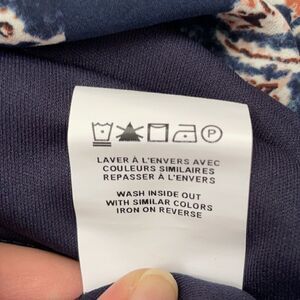 P
LAVER À L'ENVERS AVEC
COULEURS SIMILAIRES
REPASSER À L'ENVERS
WASH INSIDE OUT
WITH SIMILAR COLORS
IRON ON REVERSE